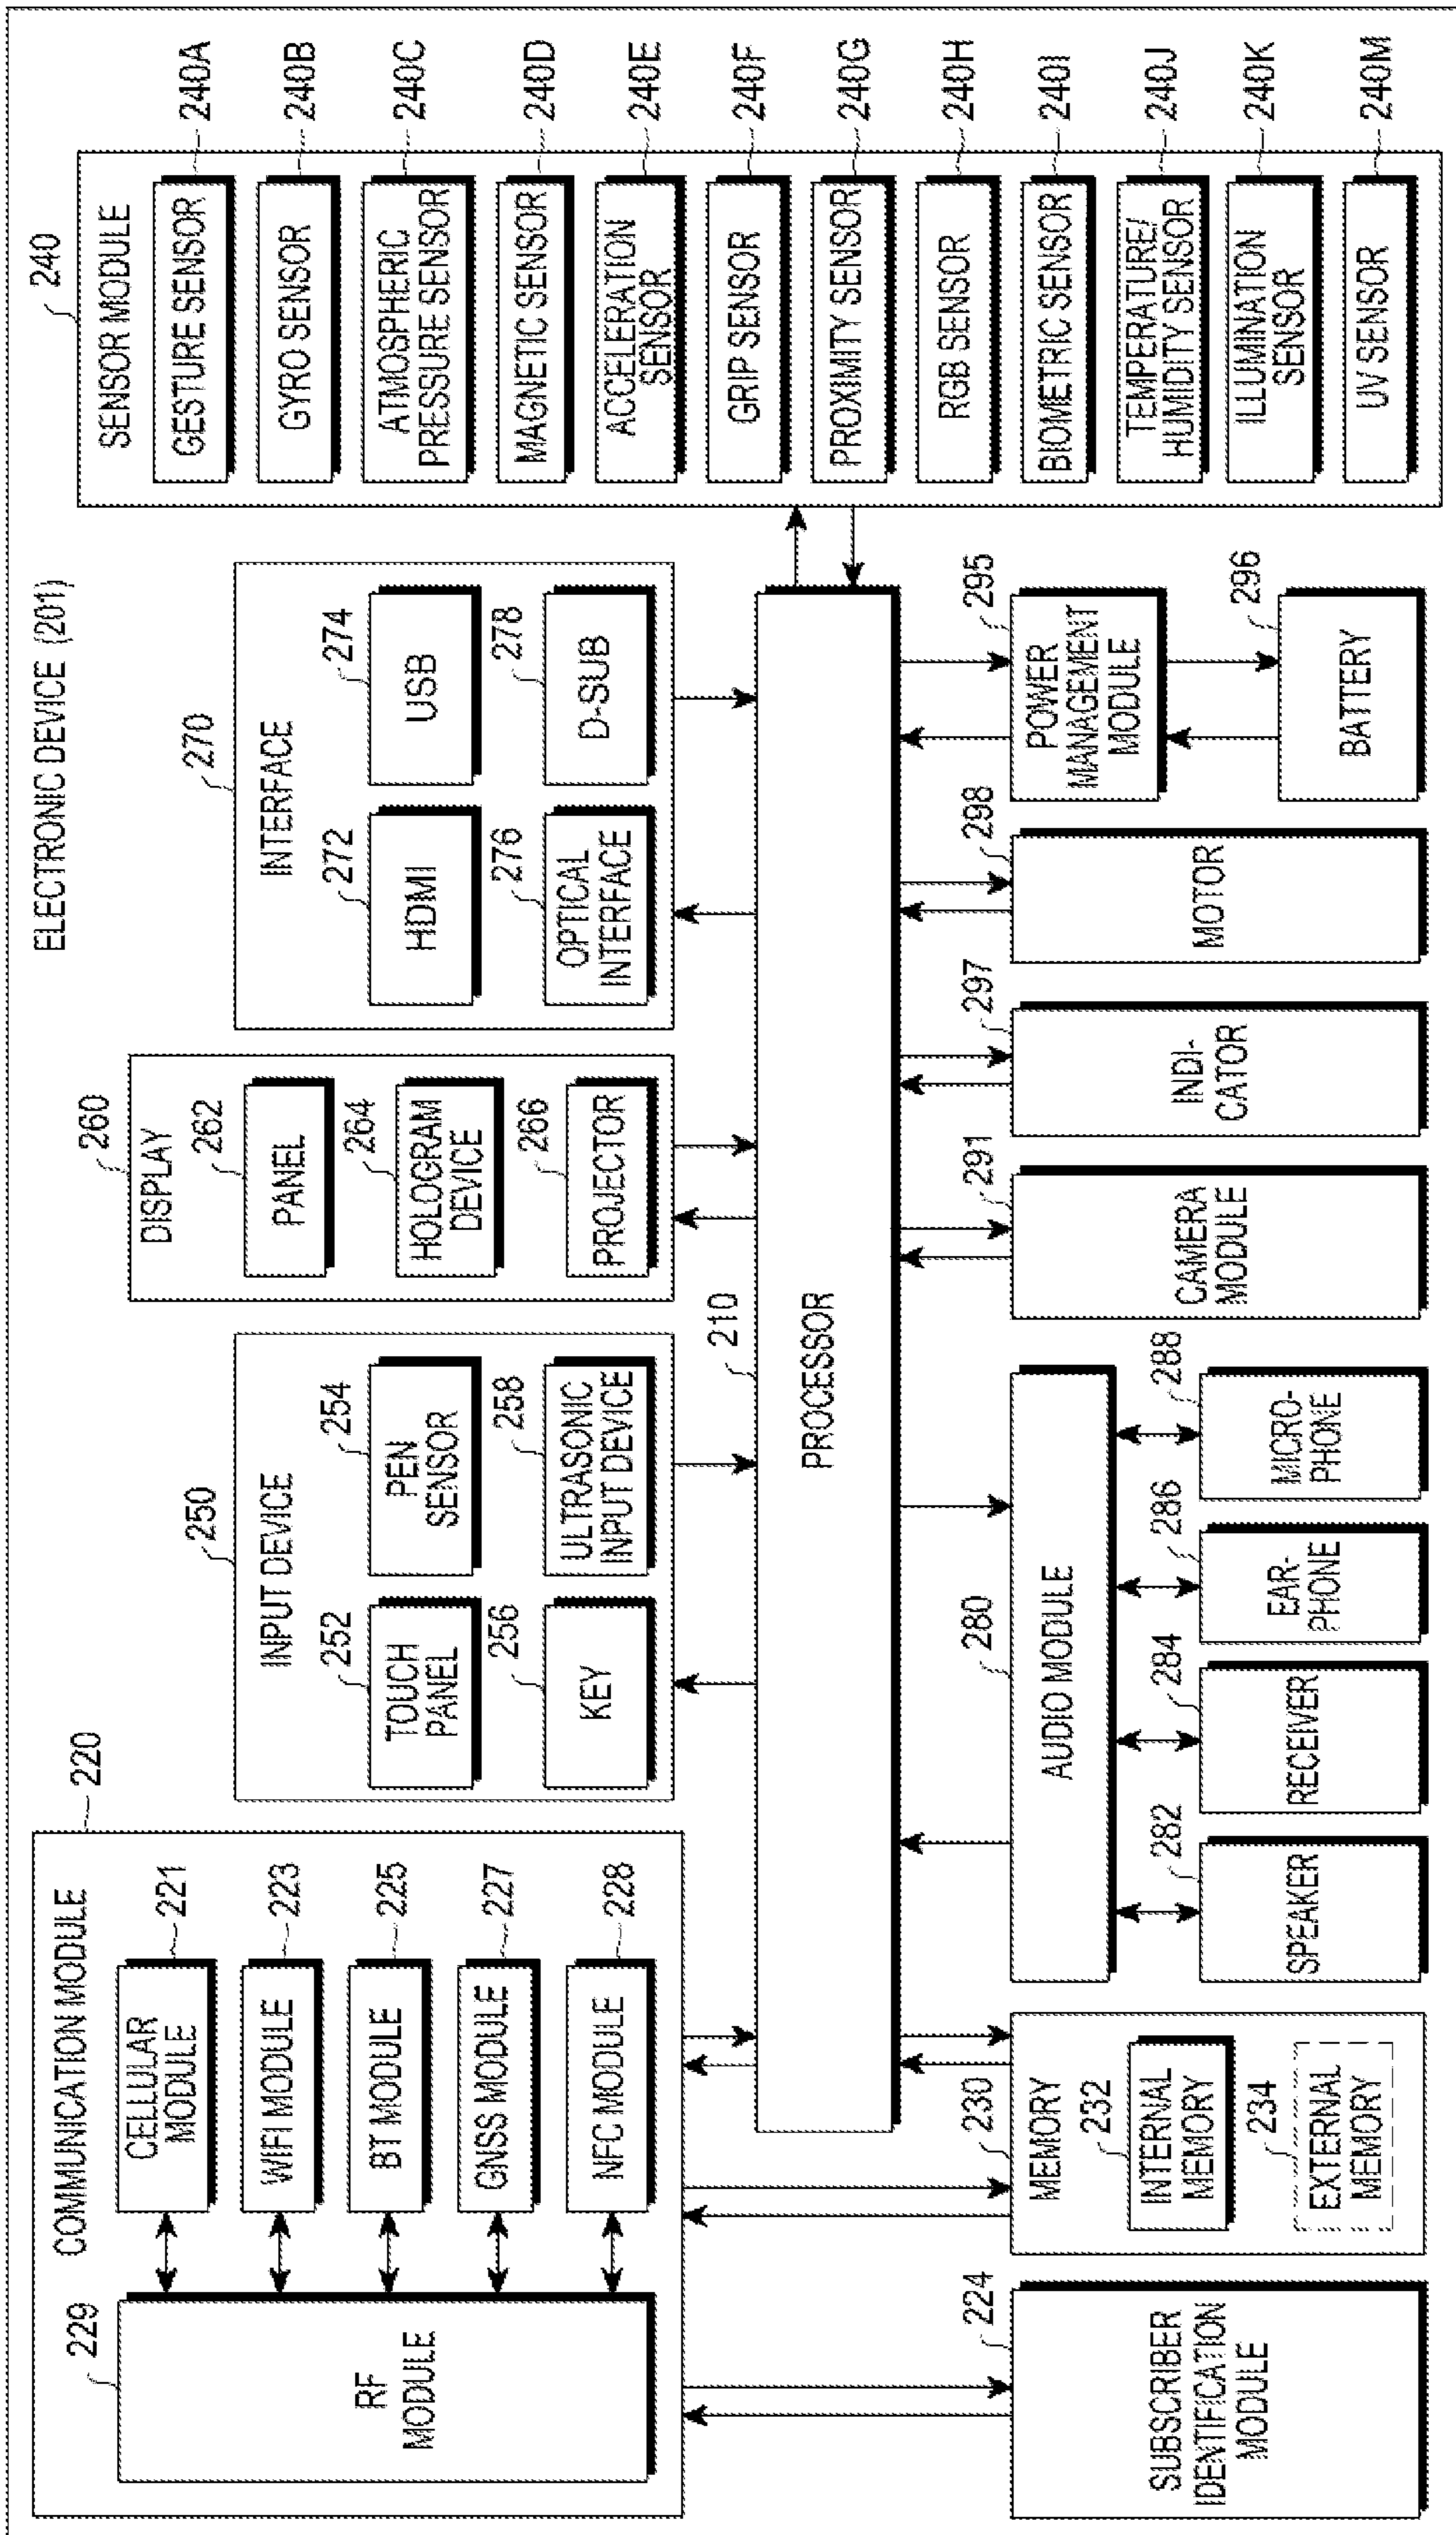 ELECTRONIC DEVICE (201)
220
COMMUNICATION MODULE
229
RF
MODULE
CELLULAR
MODULE
221
WIFI MODULE
223
BT MODULE
225
GNSS MODULE
227
NFC MODULE
228
250
INPUT DEVICE
252
TOUCH
PANEL
254
PEN
SENSOR
256
KEY
258
ULTRASONIC
INPUT DEVICE
260
DISPLAY
262
PANEL
264
HOLOGRAM
DEVICE
266
PROJECTOR
270
INTERFACE
272
HDMI
274
USB
276
OPTICAL
INTERFACE
278
D-SUB
240
SENSOR MODULE
GESTURE SENSOR
240A
GYRO SENSOR
240B
ATMOSPHERIC
PRESSURE SENSOR
240C
MAGNETIC SENSOR
240D
ACCELERATION
SENSOR
240E
GRIP SENSOR
240F
PROXIMITY SENSOR
240G
RGB SENSOR
240H
BIOMETRIC SENSOR
240I
TEMPERATURE/
HUMIDITY SENSOR
240J
ILLUMINATION
SENSOR
240K
UV SENSOR
240M
210
PROCESSOR
224
SUBSCRIBER
IDENTIFICATION
MODULE
230
MEMORY
232
INTERNAL
MEMORY
234
EXTERNAL
MEMORY
280
AUDIO MODULE
282
SPEAKER
284
RECEIVER
286
EAR-
PHONE
288
MICRO-
PHONE
291
CAMERA
MODULE
297
INDI-
CATOR
298
MOTOR
295
POWER
MANAGEMENT
MODULE
296
BATTERY